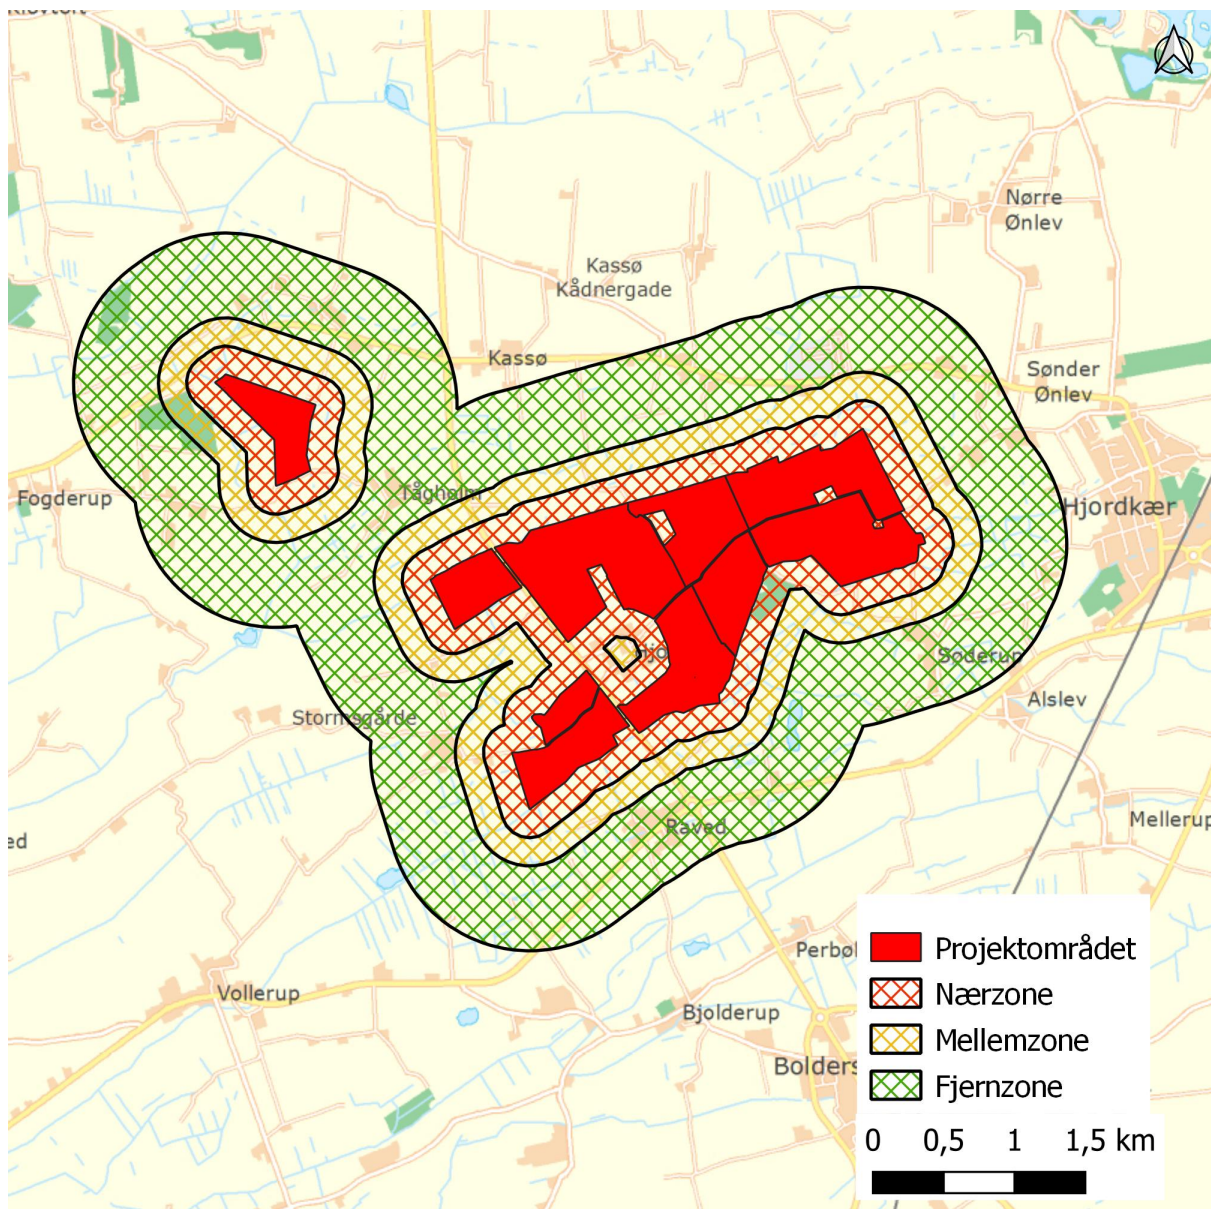 Nørre
Ønlev
Kassø
Kådnergade
Kassø
Sønder
Ønlev
Tågholm
Fogderup
Hjordkær
Søderup
Alslev
Stormsgårde
Mellerup
Raved
Vollerup
Bjolderup
Projektområdet
Nærzone
Mellemzone
Fjernzone
0 0,5 1 1,5 km